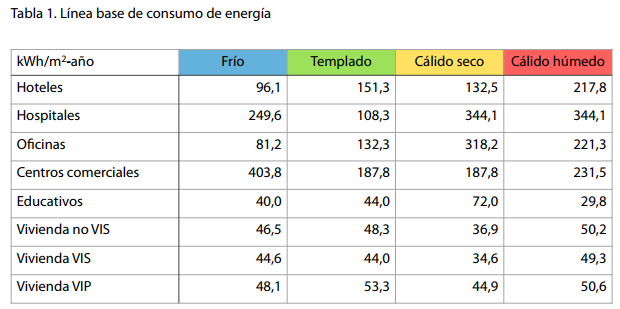 Tabla 1. Línea base de consumo de energía
kWh/m²-año Frío Templado Cálido seco Cálido húmedo
Hoteles 96,1 151,3 132,5 217,8
Hospitales 249,6 108,3 344,1 344,1
Oficinas 81,2 132,3 318,2 221,3
Centros comerciales 403,8 187,8 187,8 231,5
Educativos 40,0 44,0 72,0 29,8
Vivienda no VIS 46,5 48,3 36,9 50,2
Vivienda VIS 44,6 44,0 34,6 49,3
Vivienda VIP 48,1 53,3 44,9 50,6